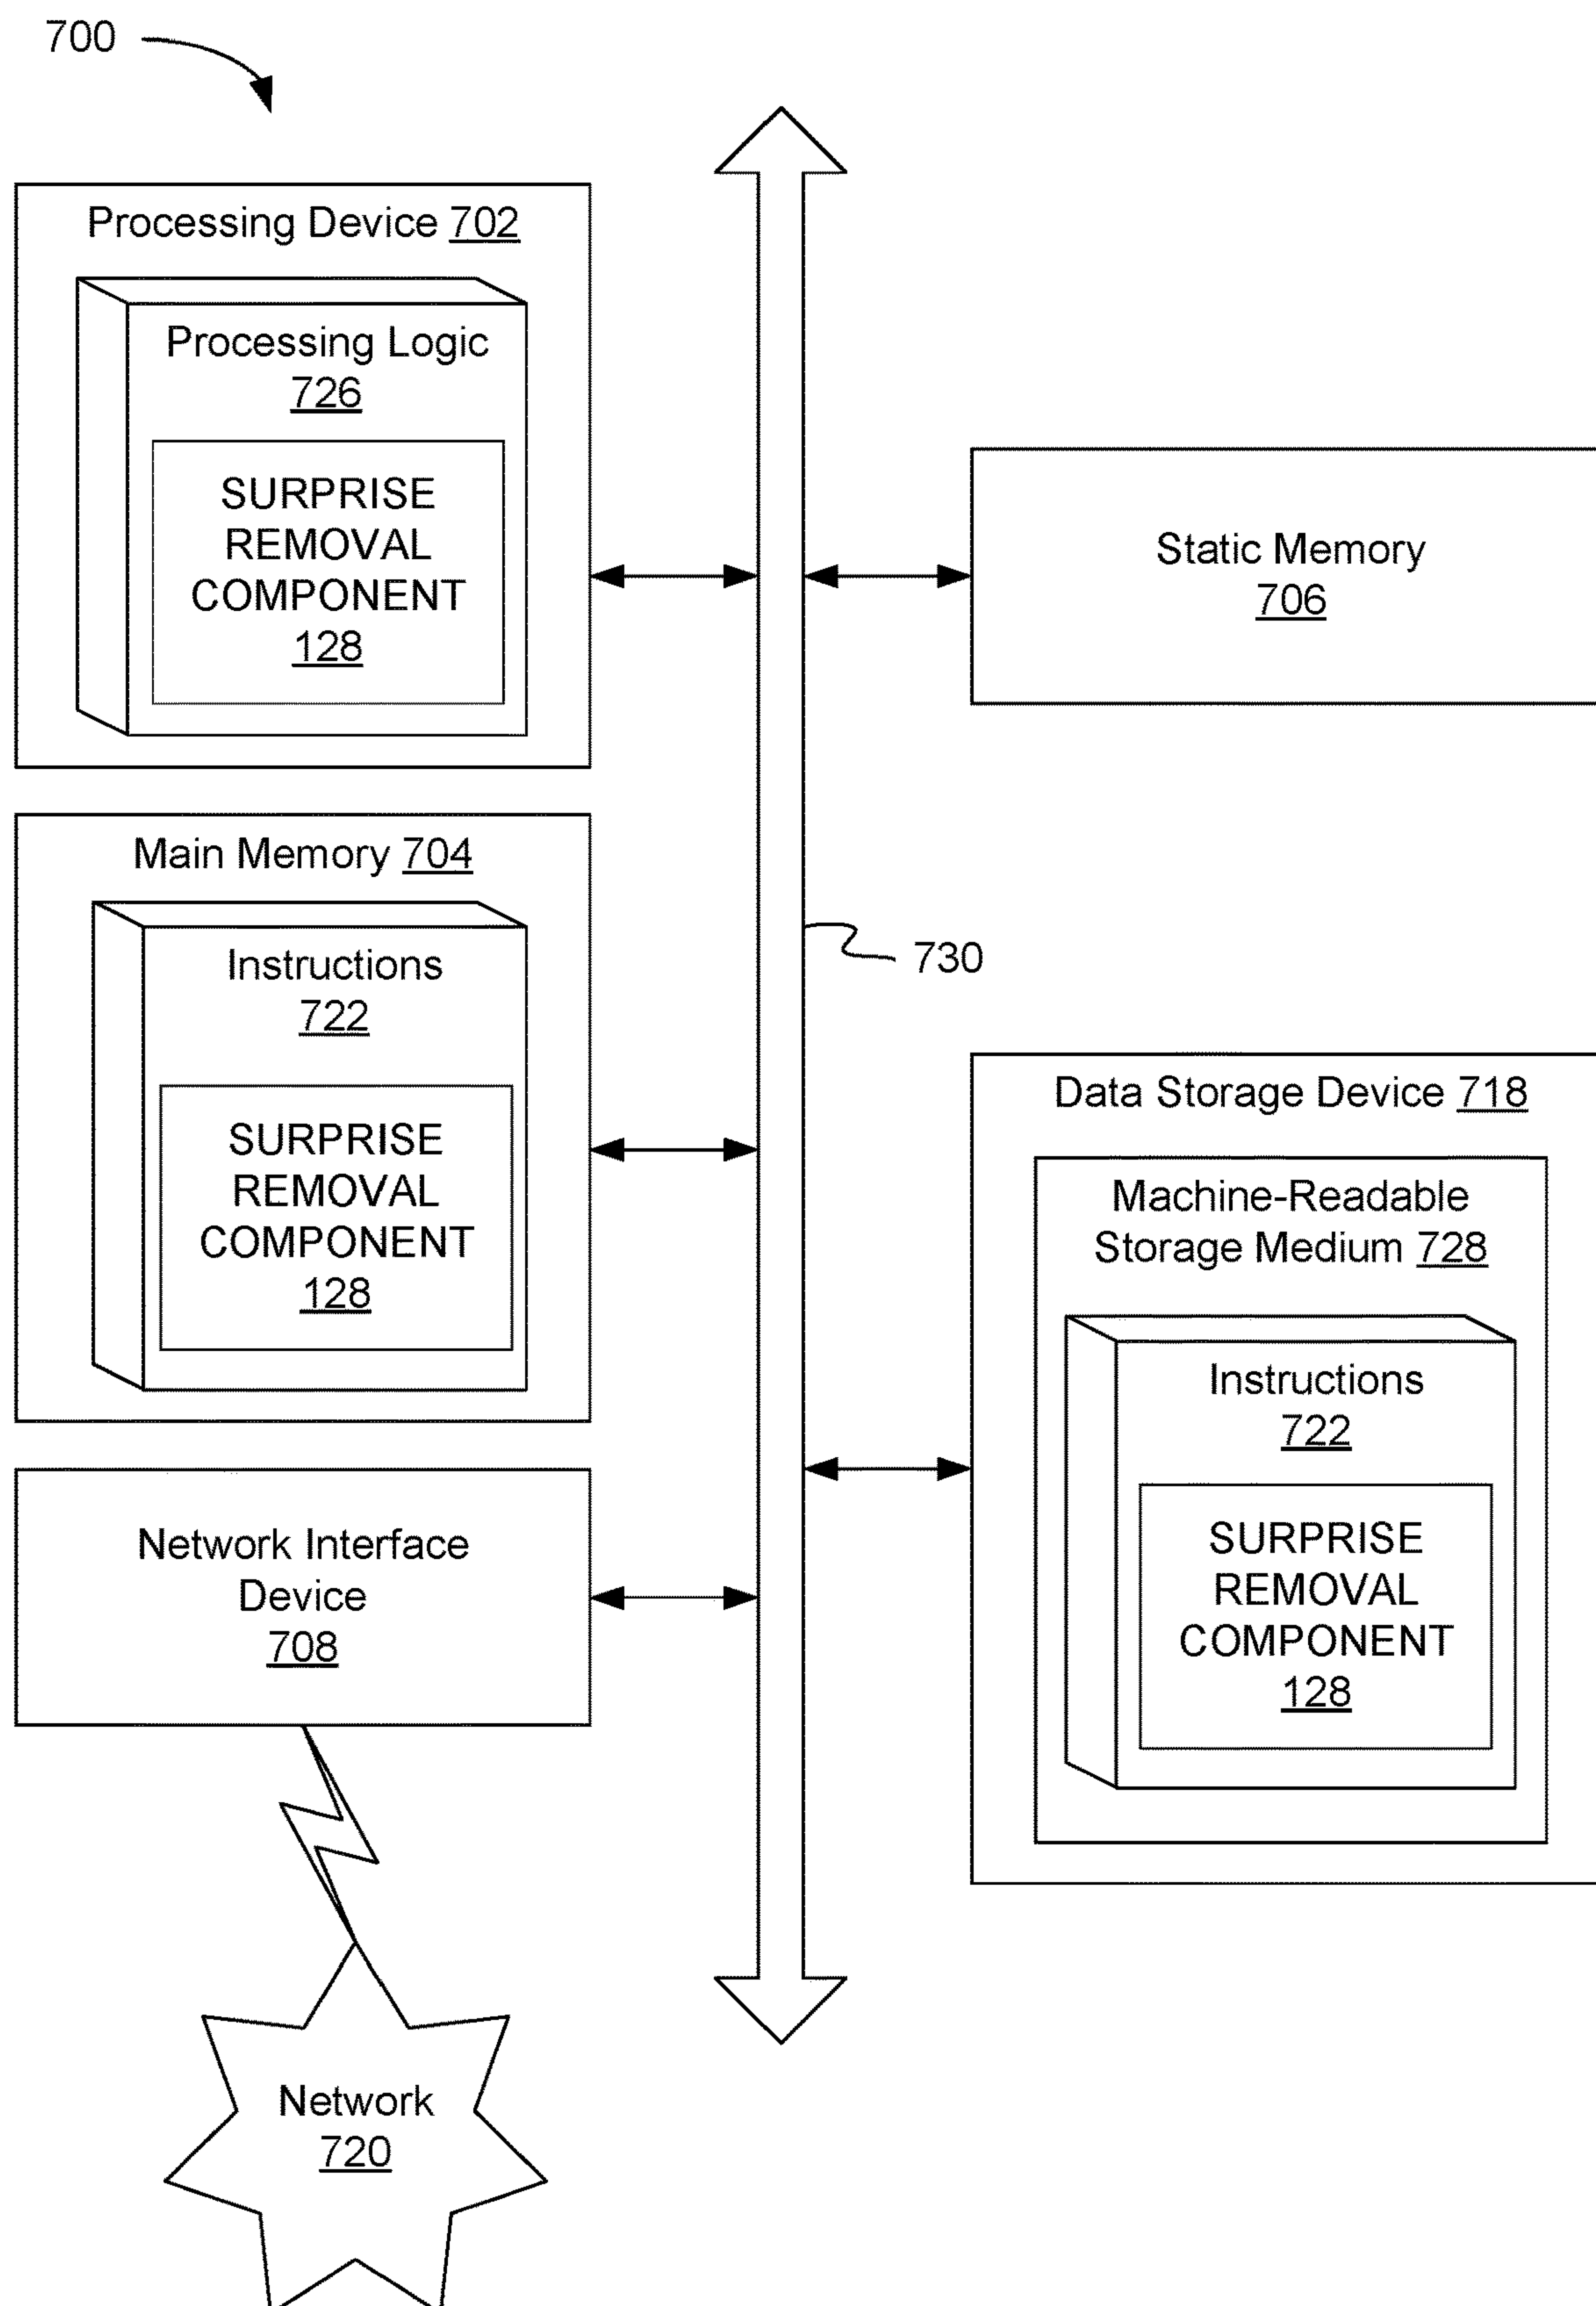 700
Processing Device 702
Processing Logic
726
SURPRISE
REMOVAL
COMPONENT
128
Static Memory
706
Main Memory 704
Instructions
722
SURPRISE
REMOVAL
COMPONENT
128
730
Data Storage Device 718
Machine-Readable
Storage Medium 728
Instructions
722
SURPRISE
REMOVAL
COMPONENT
128
Network Interface
Device
708
Network
720